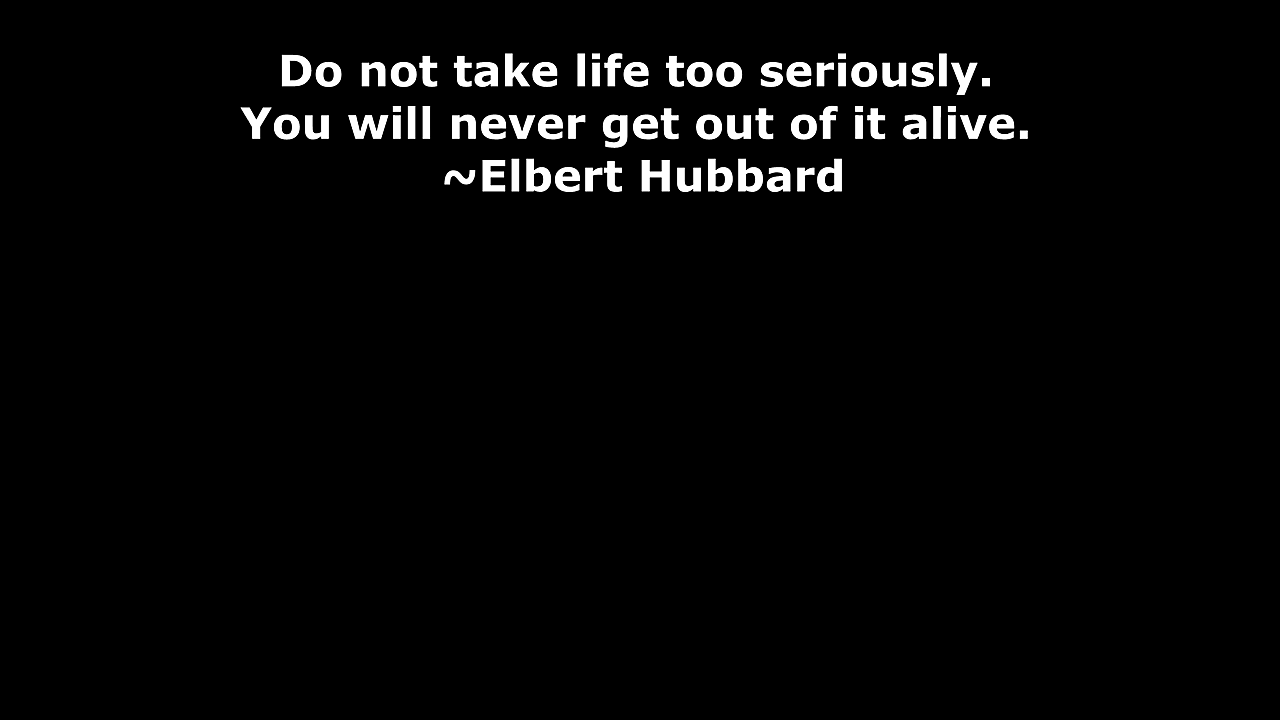 Do not take life too seriously.
You will never get out of it alive.
~Elbert Hubbard